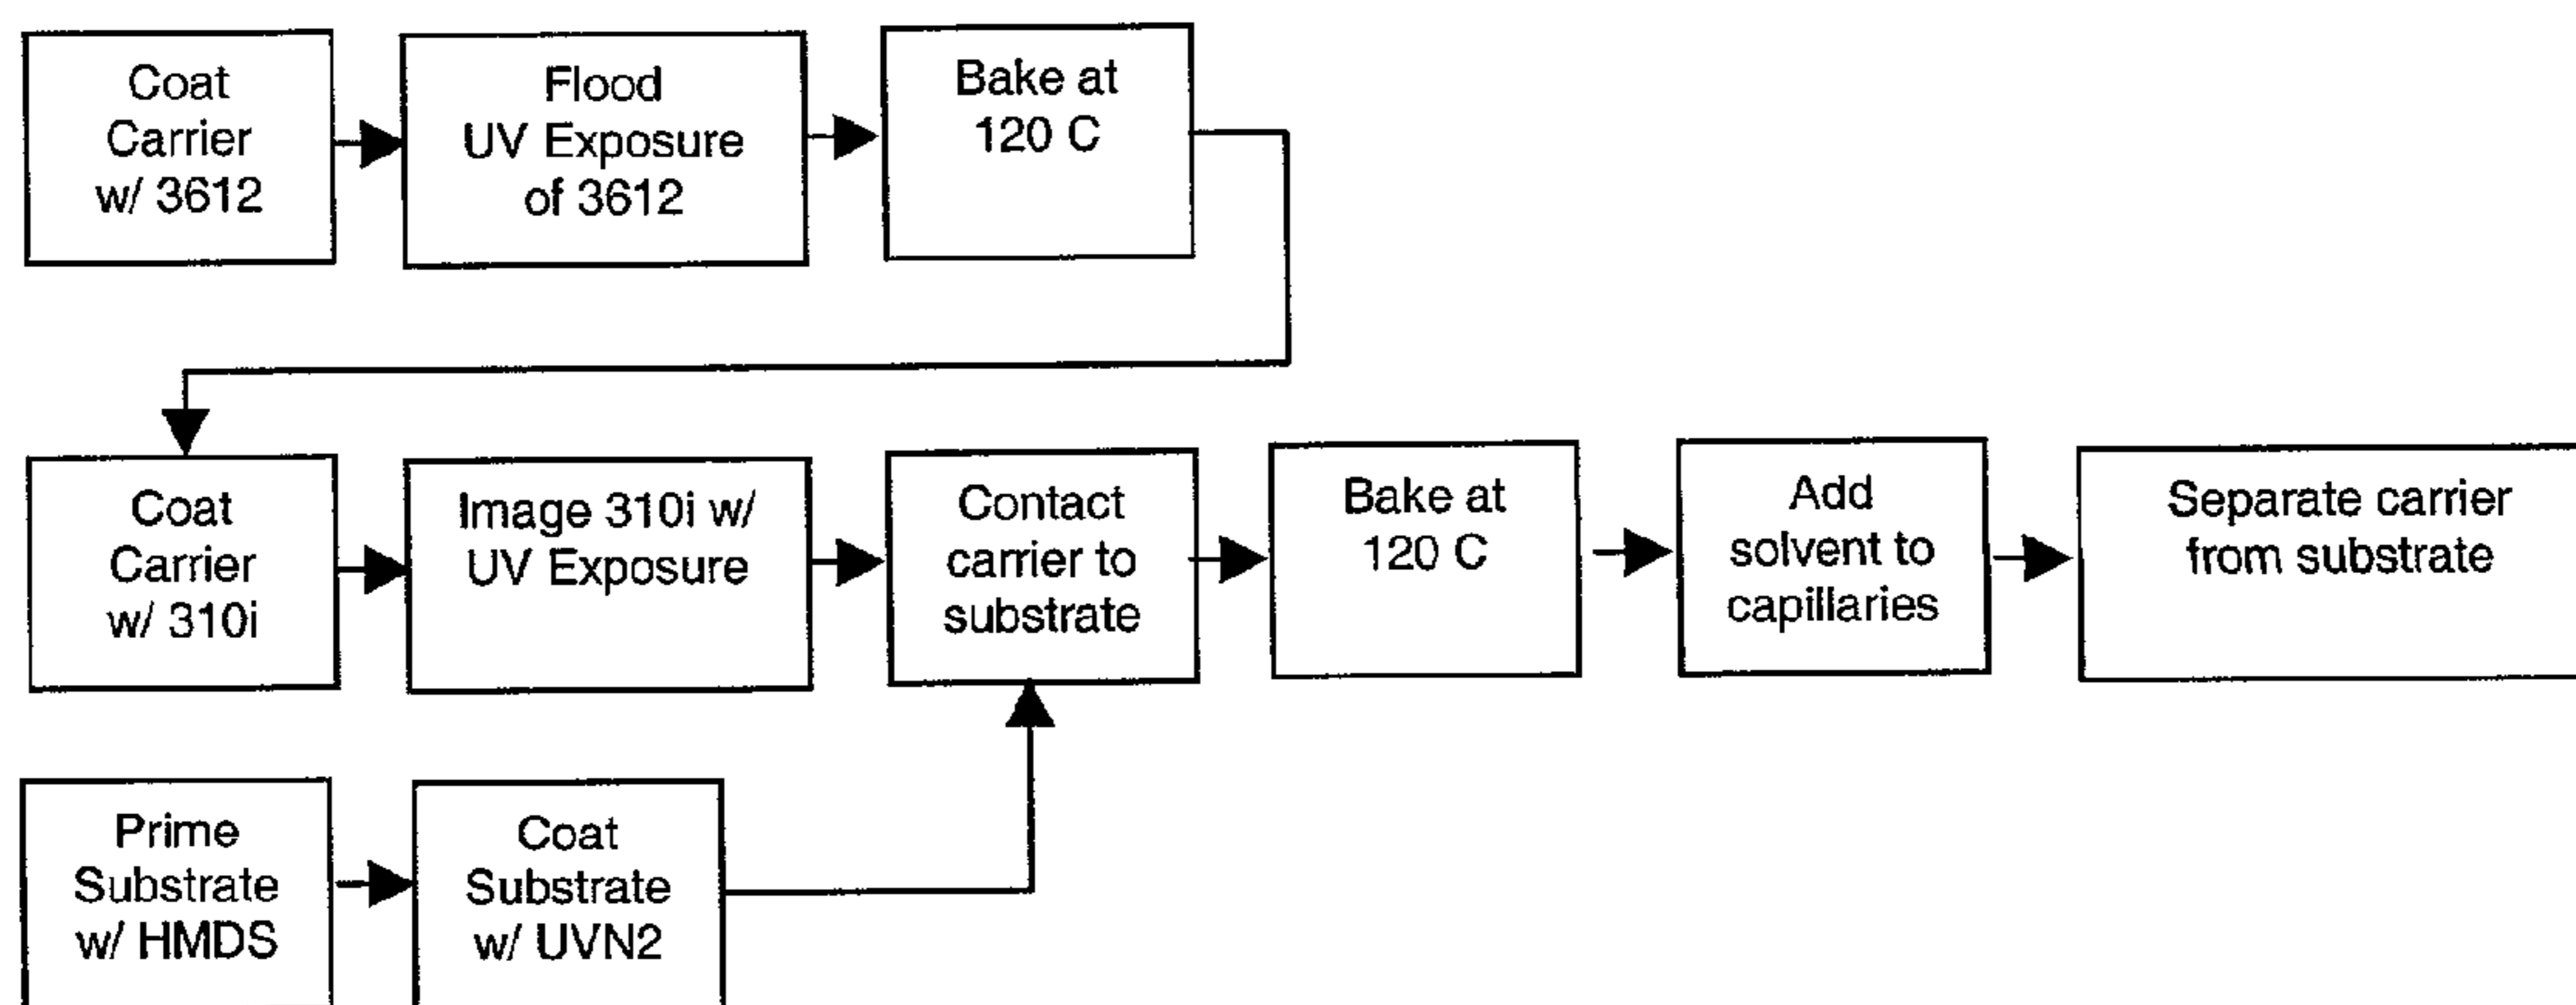 Coat
Carrier
w/ 3612
Flood
UV Exposure
of 3612
Bake at
120 C
Coat
Carrier
w/ 310i
Image 310i w/
UV Exposure
Contact
carrier to
substrate
Bake at
120 C
Add
solvent to
capillaries
Separate carrier
from substrate
Prime
Substrate
w/ HMDS
Coat
Substrate
w/ UVN2